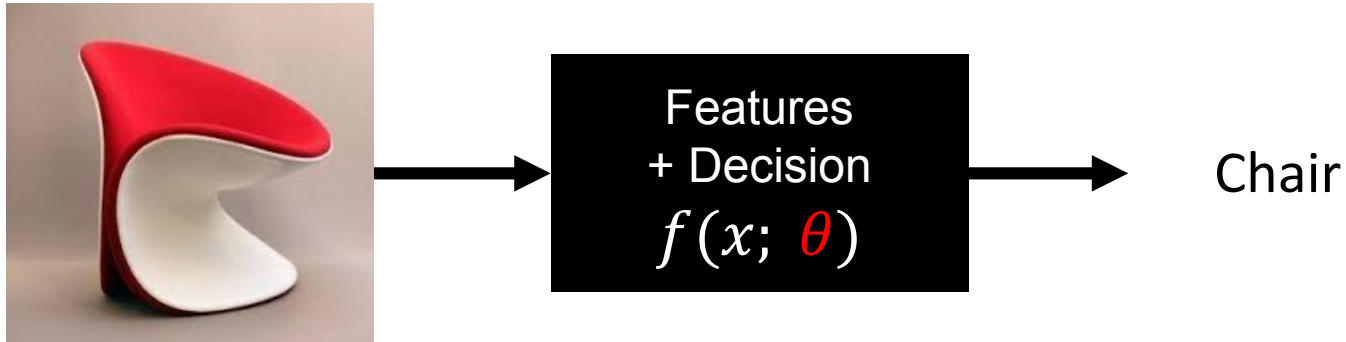 Features
+ Decision
f(x; θ)
Chair